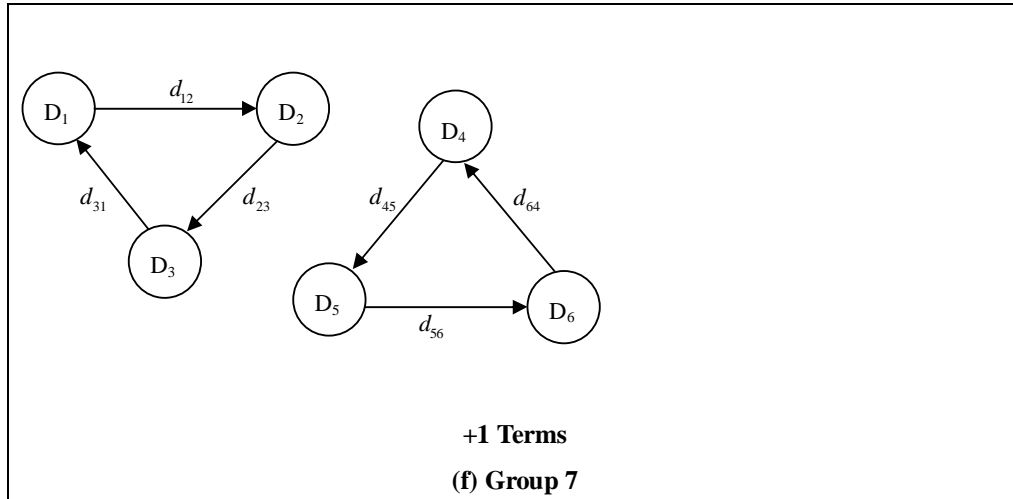 D₁
d₁₂
D₂
d₃₁
d₂₃
D₃
D₄
d₄₅
d₆₄
D₅
d₅₆
D₆
+1 Terms
(f) Group 7